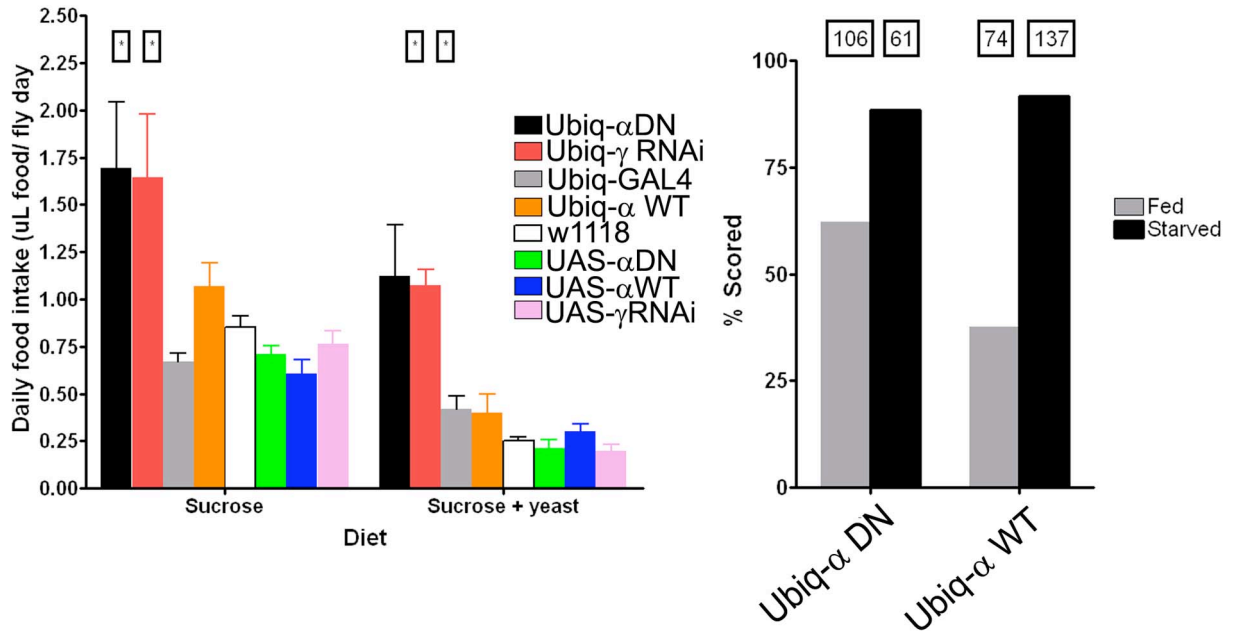 2.50
2.25
2.00
1.75
1.50
1.25
1.00
0.75
0.50
0.25
0.00
Daily food intake (uL food/ fly day
* * * *
Ubiq-αDN
Ubiq-γ RNAi
Ubiq-GAL4
Ubiq-α WT
w1118
UAS-αDN
UAS-αWT
UAS-γRNAi
Sucrose Sucrose + yeast
Diet
106 61 74 137
100
75
50
25
0
% Scored
Fed
Starved
Ubiq-α DN
Ubiq-α WT